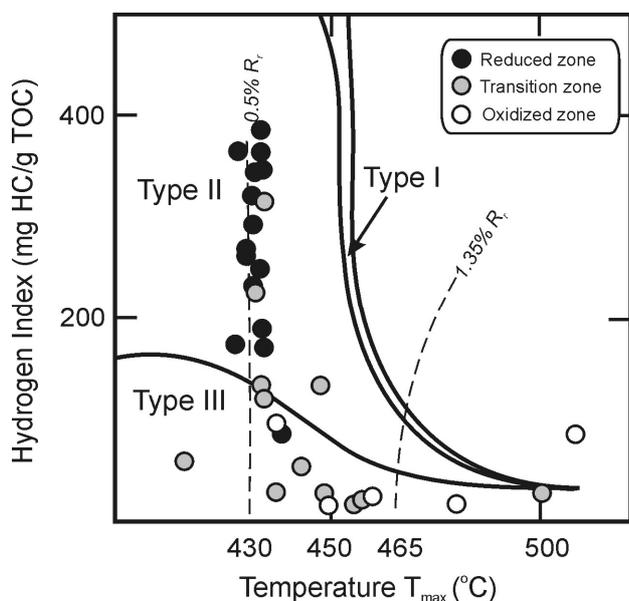 Hydrogen Index (mg HC/g TOC)
400
200
0.5% Rr
Reduced zone
Transition zone
Oxidized zone
Type I
Type II
1.35% Rr
Type III
430
450
465
500
Temperature Tmax (°C)